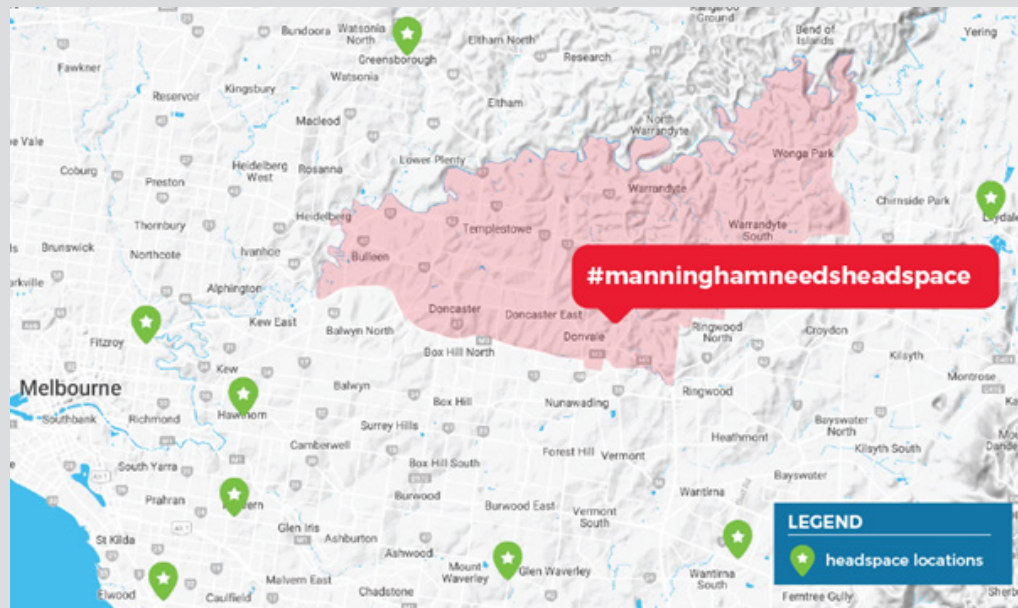 Kangaroo
Ground
Bend of
Islands
Yering
Bundoora
Watsonia
North
Eltham North
Greensborough
Research
Fawkner
Watsonia
Kingsbury
Reservoir
Eltham
Macleod
North
Warrandyte
Coburg
Preston
Heidelberg
West
Rosanna
Lower Plenty
Wonga Park
Warrandyte
Chirnside Park
Thornbury
Heidelberg
Templestowe
Warrandyte
South
Brunswick
Northcote
Ivanhoe
Bulleen
#manninghamneedsheadspace
Alphington
Doncaster
Doncaster East
Kew East
Balwyn North
Donvale
Ringwood
North
Croydon
Fitzroy
Box Hill North
Kilsyth
Kew
Montrose
Melbourne
Balwyn
Ringwood
Box Hill
Nunawading
Hawthorn
Southbank
Richmond
Surrey Hills
Bayswater
North
Camberwell
Heathmont
Kilsyth South
Forest Hill
Vermont
South Yarra
Box Hill South
Bayswater
Prahran
Burwood
Wantirna
Burwood East
Vermont
South
LEGEND
St Kilda
Glen Iris
Ashburton
Ashwood
headspace locations
Mount
Waverley
Glen Waverley
Wantirna
South
Elwood
Caulfield
Malvern East
Chadstone
Ferntree Gully